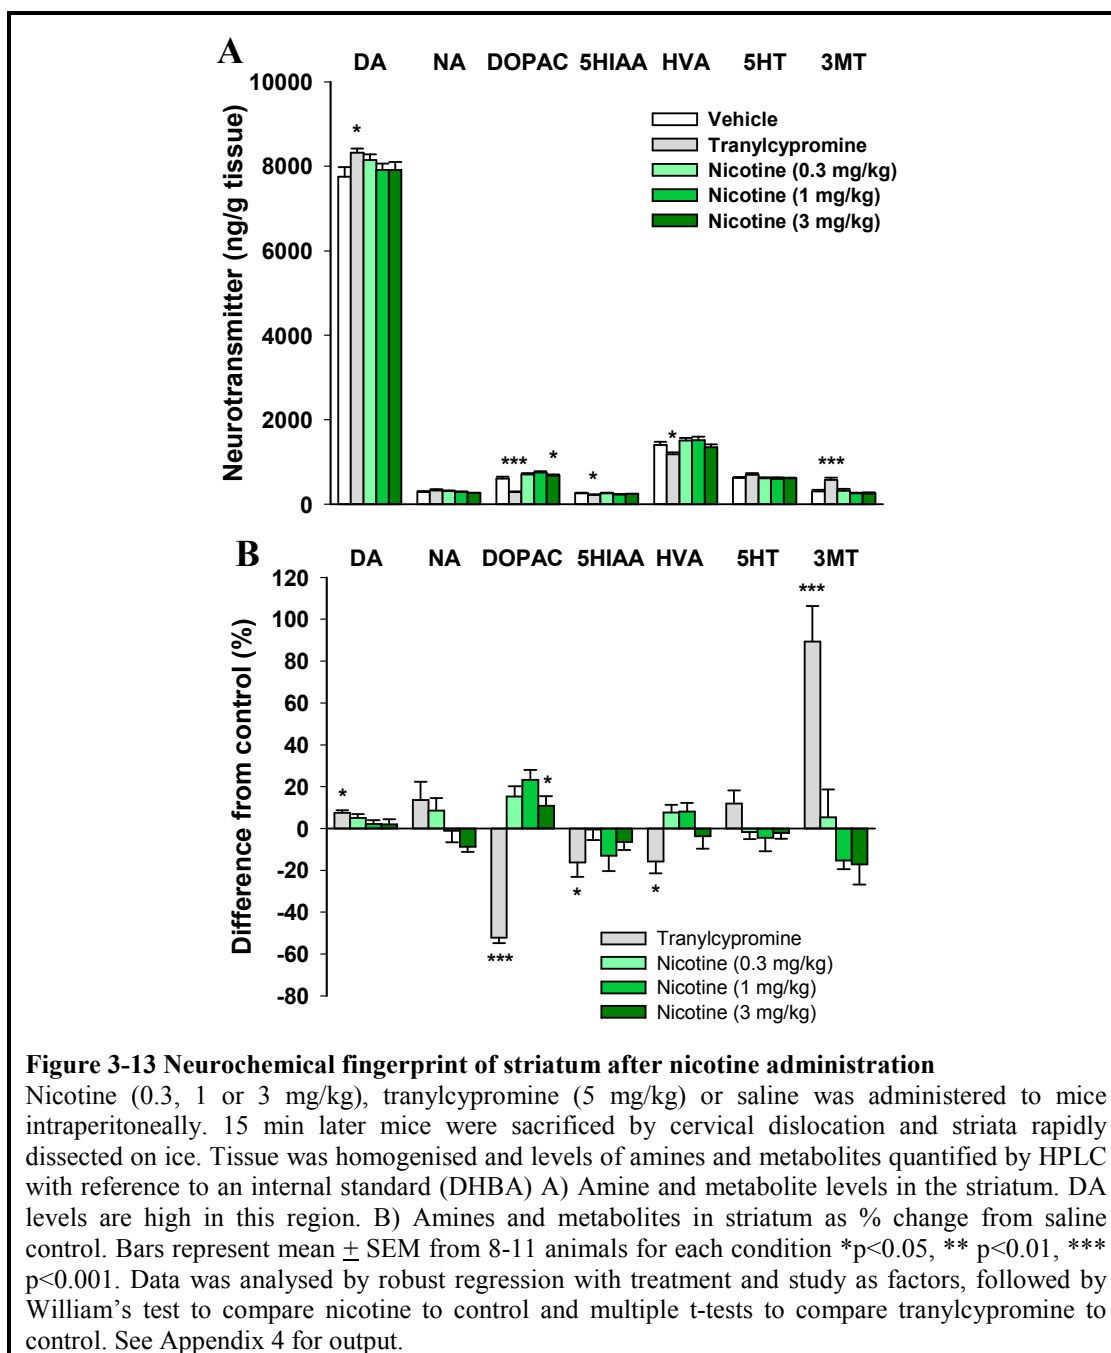 A
DA NA DOPAC 5HIAA HVA 5HT 3MT
Neurotransmitter (ng/g tissue)
10000
8000
6000
4000
2000
0
Vehicle
Tranylcypromine
Nicotine (0.3 mg/kg)
Nicotine (1 mg/kg)
Nicotine (3 mg/kg)
* *** * * * ***
B
DA NA DOPAC 5HIAA HVA 5HT 3MT
Difference from control (%)
120
100
80
60
40
20
0
-20
-40
-60
-80
* *** * * * ***
Tranylcypromine
Nicotine (0.3 mg/kg)
Nicotine (1 mg/kg)
Nicotine (3 mg/kg)
Figure 3-13 Neurochemical fingerprint of striatum after nicotine administration
Nicotine (0.3, 1 or 3 mg/kg), tranylcypromine (5 mg/kg) or saline was administered to mice
intraperitoneally. 15 min later mice were sacrificed by cervical dislocation and striata rapidly
dissected on ice. Tissue was homogenised and levels of amines and metabolites quantified by HPLC
with reference to an internal standard (DHBA) A) Amine and metabolite levels in the striatum. DA
levels are high in this region. B) Amines and metabolites in striatum as % change from saline
control. Bars represent mean ± SEM from 8-11 animals for each condition *p<0.05, ** p<0.01, ***
p<0.001. Data was analysed by robust regression with treatment and study as factors, followed by
William’s test to compare nicotine to control and multiple t-tests to compare tranylcypromine to
control. See Appendix 4 for output.